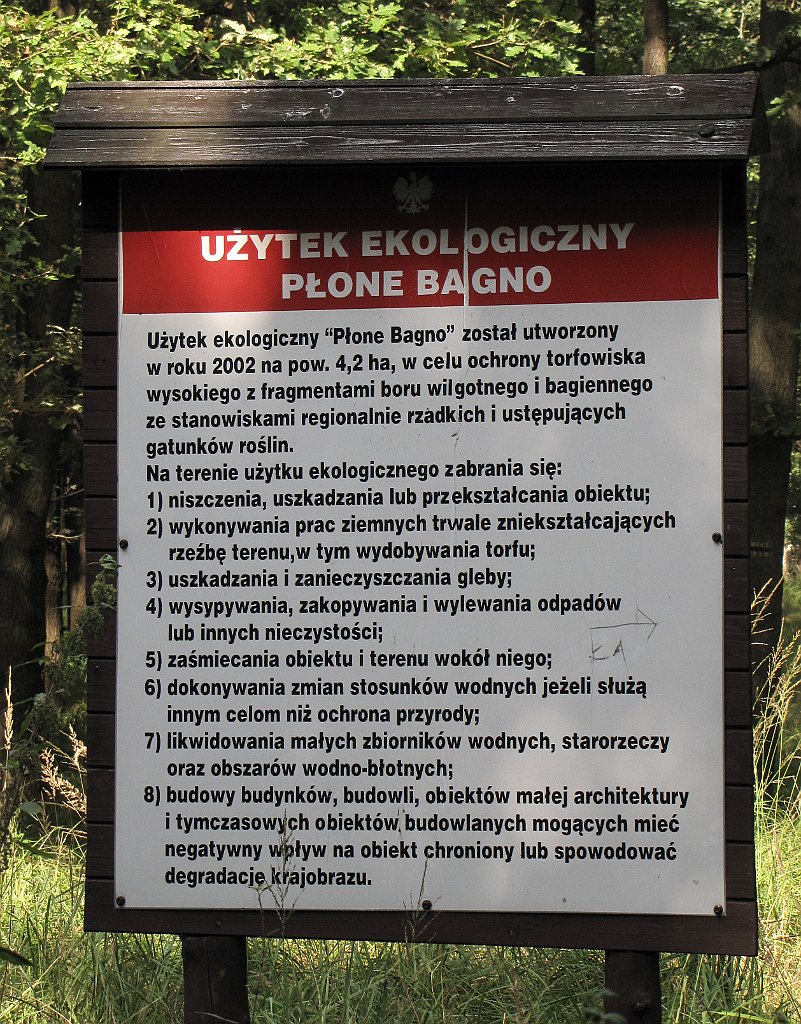 UŻYTEK EKOLOGICZNY
PŁONE BAGNO
Użytek ekologiczny “Płone Bagno” został utworzony
w roku 2002 na pow. 4,2 ha, w celu ochrony torfowiska
wysokiego z fragmentami boru wilgotnego i bagiennego
ze stanowiskami regionalnie rzadkich i ustępujących
gatunków roślin.
Na terenie użytku ekologicznego zabrania się:
1) niszczenia, uszkadzania lub przekształcania obiektu;
2) wykonywania prac ziemnych trwale zniekształcających
rzeźbę terenu,w tym wydobywania torfu;
3) uszkadzania i zanieczyszczania gleby;
4) wysypywania, zakopywania i wylewania odpadów
lub innych nieczystości;
5) zaśmiecania obiektu i terenu wokół niego;
6) dokonywania zmian stosunków wodnych jeżeli służą
innym celom niż ochrona przyrody;
7) likwidowania małych zbiorników wodnych, starorzeczy
oraz obszarów wodno-błotnych;
8) budowy budynków, budowli, obiektów małej architektury
i tymczasowych obiektów budowlanych mogących mieć
negatywny wpływ na obiekt chroniony lub spowodować
degradację krajobrazu.